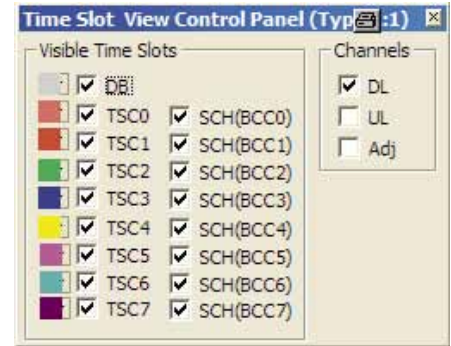 Time Slot View Control Panel (Typ :1)
Visible Time Slots
DB
TSC0 SCH(BCC0)
TSC1 SCH(BCC1)
TSC2 SCH(BCC2)
TSC3 SCH(BCC3)
TSC4 SCH(BCC4)
TSC5 SCH(BCC5)
TSC6 SCH(BCC6)
TSC7 SCH(BCC7)
Channels
DL
UL
Adj